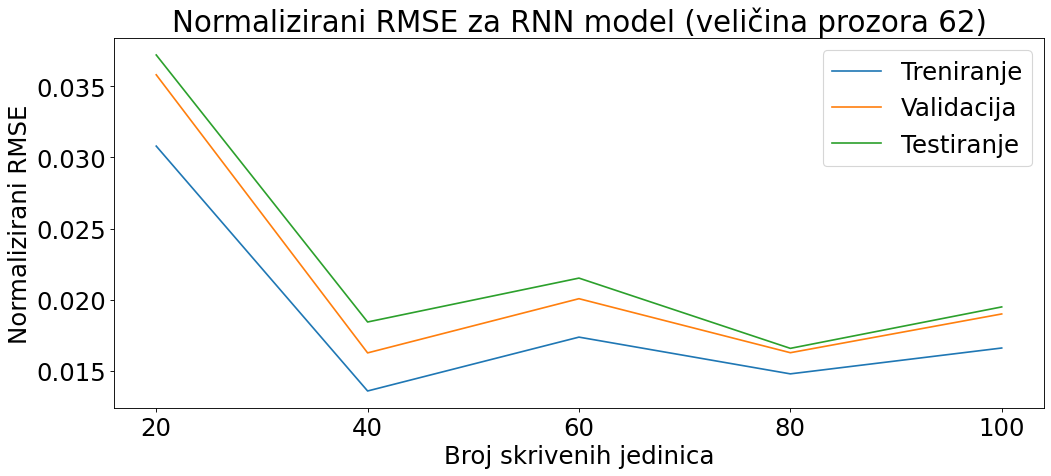 Normalizirani RMSE za RNN model (veličina prozora 62)
Treniranje
Validacija
Testiranje
Normalizirani RMSE
0.035
0.030
0.025
0.020
0.015
20 40 60 80 100
Broj skrivenih jedinica